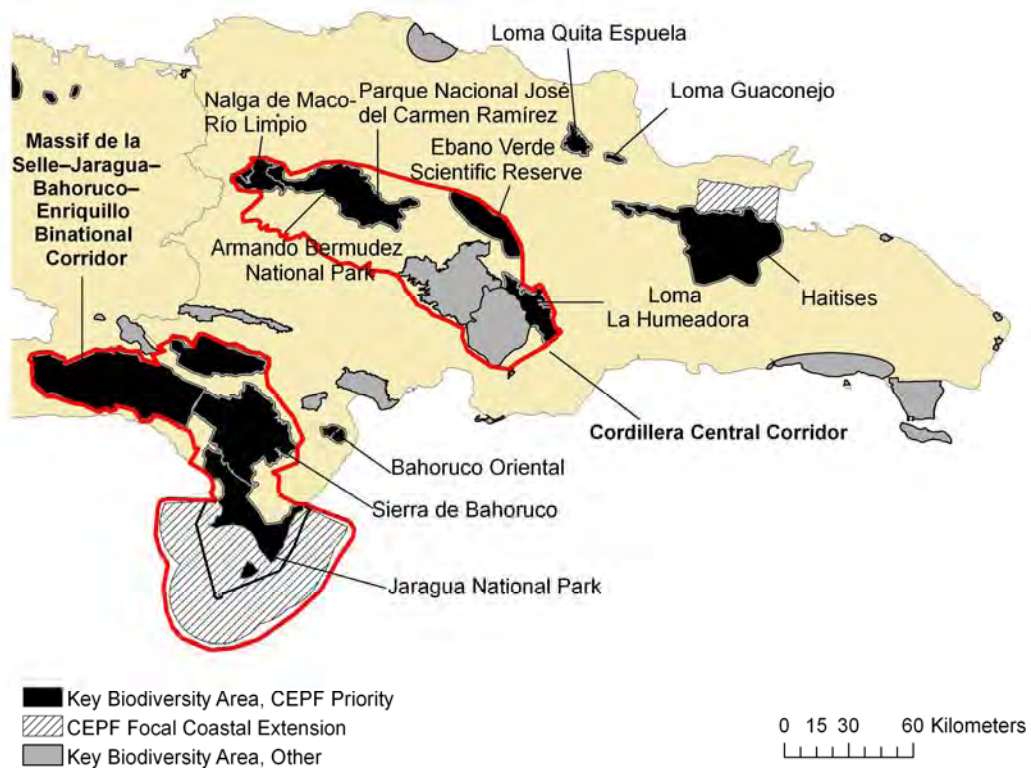 Loma Quita Espuela
Loma Guaconejo
Nalga de Maco-
Río Limpio
Parque Nacional José
del Carmen Ramírez
Ebano Verde
Scientific Reserve
Massif de la
Selle–Jaragua–
Bahoruco–
Enriquillo
Binational
Corridor
Armando Bermudez
National Park
Loma
La Humeadora
Haitises
Cordillera Central Corridor
Bahoruco Oriental
Sierra de Bahoruco
Jaragua National Park
Key Biodiversity Area, CEPF Priority
CEPF Focal Coastal Extension
Key Biodiversity Area, Other
0 15 30 60 Kilometers